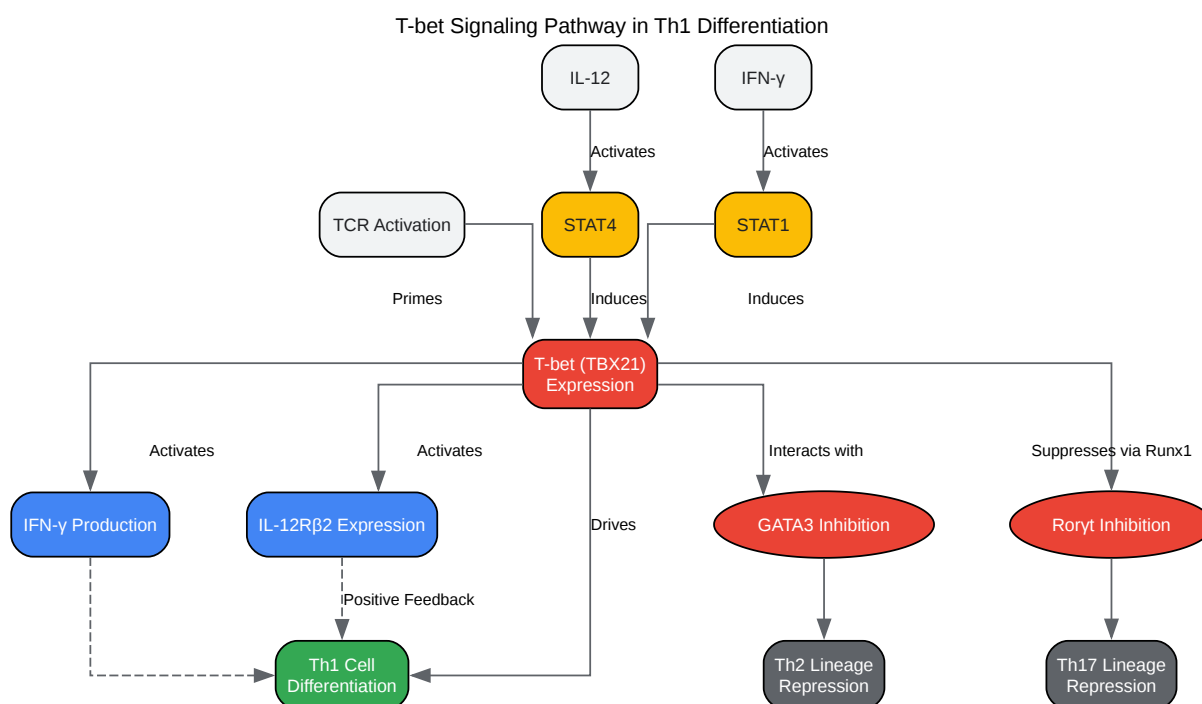 T-bet Signaling Pathway in Th1 Differentiation
IL-12
IFN-γ
Activates
Activates
TCR Activation
STAT4
STAT1
Primes
Induces
Induces
T-bet (TBX21)
Expression
Activates
Activates
Interacts with
Suppresses via Runx1
IFN-γ Production
IL-12Rβ2 Expression
Drives
GATA3 Inhibition
Rorγt Inhibition
Positive Feedback
Th1 Cell
Differentiation
Th2 Lineage
Repression
Th17 Lineage
Repression